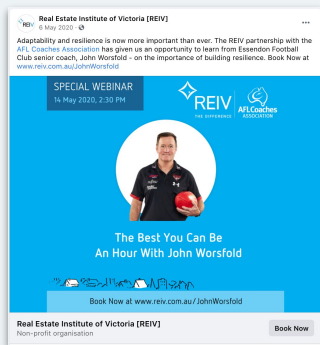 Real Estate Institute of Victoria [REIV]
6 May 2020
Adaptability and resilience is now more important than ever. The REIV partnership with the
AFL Coaches Association has given us an opportunity to learn from Essendon Football
Club senior coach, John Worsfold - on the importance of building resilience. Book Now at
www.reiv.com.au/JohnWorsfold
SPECIAL WEBINAR
14 May 2020, 2:30 PM
REIV
THE DIFFERENCE
AFLCoaches
ASSOCIATION
The Best You Can Be
An Hour With John Worsfold
Book Now at www.reiv.com.au/JohnWorsfold
Real Estate Institute of Victoria [REIV]
Non-profit organisation
Book Now